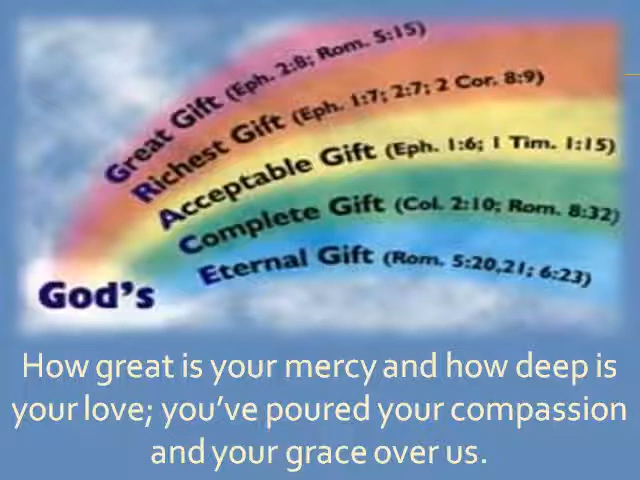 Great Gift (Eph. 2:8; Rom. 5:15)
Richest Gift (Eph. 1:7; 2:7; 2 Cor. 8:9)
Acceptable Gift (Eph. 1:6; 1 Tim. 1:15)
Complete Gift (Col. 2:10; Rom. 8:32)
Eternal Gift (Rom. 5:20,21; 6:23)
God's
How great is your mercy and how deep is
your love; you've poured your compassion
and your grace over us.